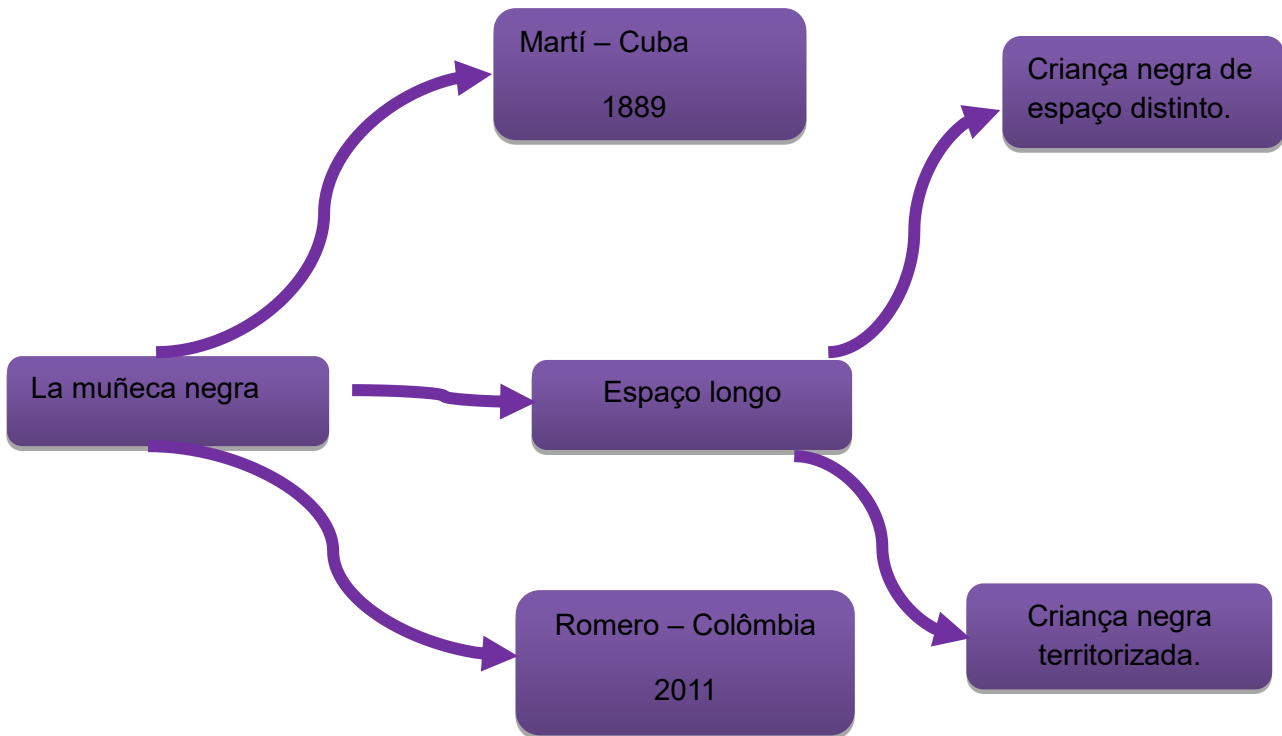 Martí – Cuba
1889
Criança negra de
espaço distinto.
La muñeca negra
Espaço longo
Romero – Colômbia
2011
Criança negra
territorizada.